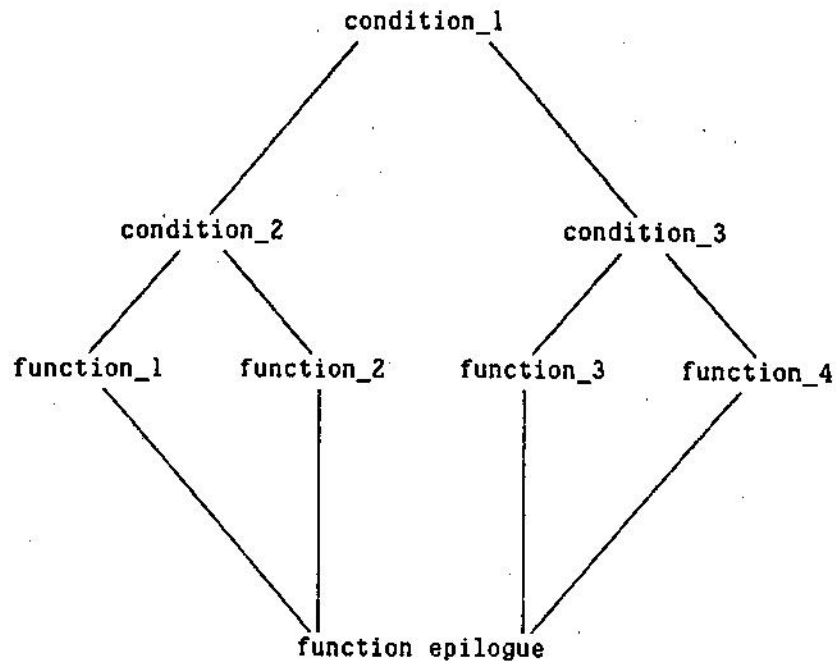 condition_1
condition_2 condition_3
function_1 function_2 function_3 function_4
function epilogue